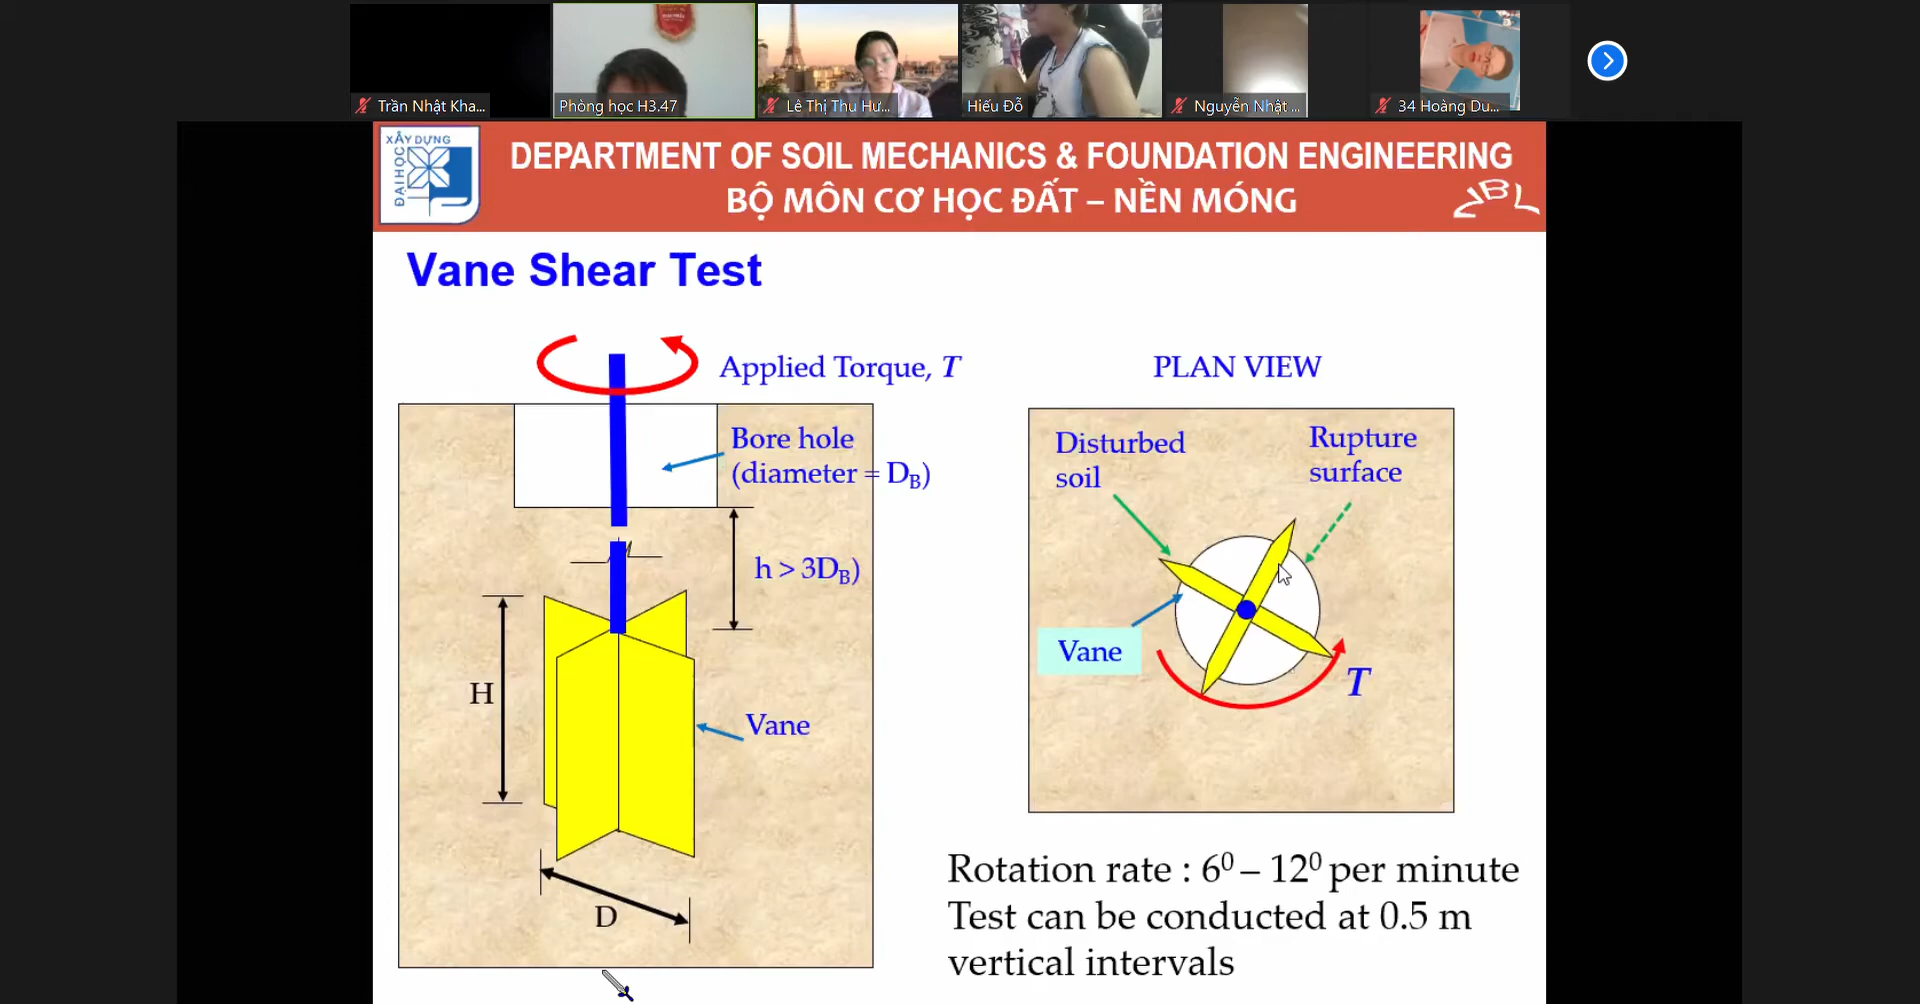 Trần Nhật Kha...
Phòng học H3.47
Lê Thị Thu Hư...
Hiếu Đỗ
Nguyễn Nhật ...
34 Hoàng Du...
XÂY DỰNG
ĐẠI HỌC
DEPARTMENT OF SOIL MECHANICS & FOUNDATION ENGINEERING
BỘ MÔN CƠ HỌC ĐẤT – NỀN MÓNG
Vane Shear Test
Applied Torque, T
Bore hole
(diameter = D_B)
h > 3D_B)
H
Vane
D
PLAN VIEW
Disturbed
soil
Rupture
surface
Vane
T
Rotation rate : 6⁰ – 12⁰ per minute
Test can be conducted at 0.5 m
vertical intervals